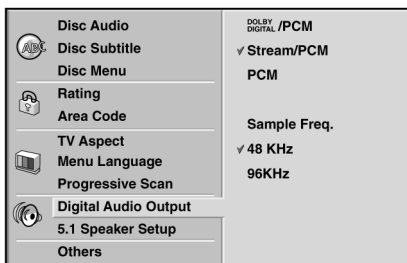 Disc Audio
Disc Subtitle
Disc Menu
Rating
Area Code
TV Aspect
Menu Language
Progressive Scan
Digital Audio Output
5.1 Speaker Setup
Others
DOLBY DIGITAL /PCM
Stream/PCM
PCM
Sample Freq.
48 KHz
96KHz
ABC